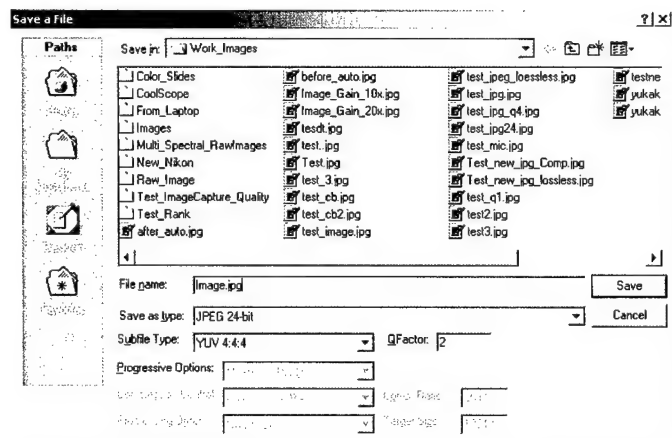 Save a File
Paths
Save in: Work_Images
Color_Slides
CoolScope
From_Laptop
Images
Multi_Spectral_RawImages
New_Nikon
Raw_Image
Test_ImageCapture_Quality
Test_Rank
after_auto.jpg
before_auto.jpg
Image_Gain_10x.jpg
Image_Gain_20x.jpg
tesdt.jpg
test..jpg
Test.jpg
test_3.jpg
test_cb.jpg
test_cb2.jpg
test_image.jpg
test_jpeg_loessless.jpg
test_jpg.jpg
test_jpg_q4.jpg
test_jpg24.jpg
test_mic.jpg
Test_new_jpg_Comp.jpg
Test_new_jpg_lossless.jpg
test_q1.jpg
test2.jpg
test3.jpg
testne
yukak
yukak
File name: Image.jpg
Save
Save as type: JPEG 24-bit
Cancel
Subfile Type: YUV 4:4:4
QFactor: 2
Progressive Options: